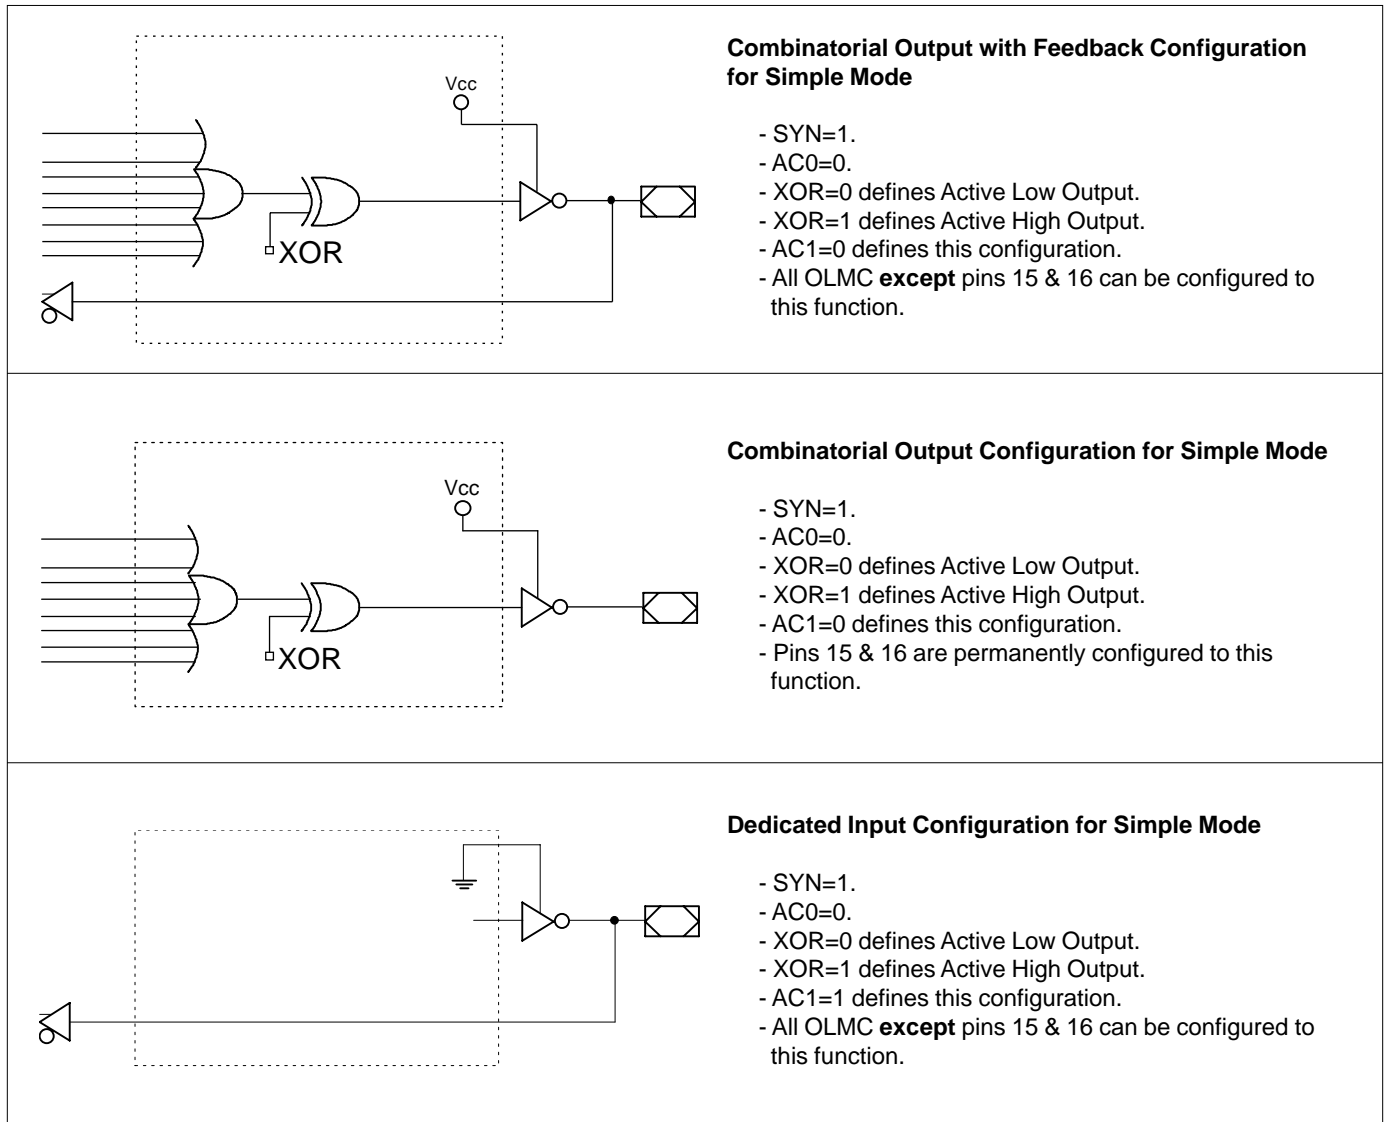 Vcc
XOR
Combinatorial Output with Feedback Configuration
for Simple Mode
- SYN=1.
- AC0=0.
- XOR=0 defines Active Low Output.
- XOR=1 defines Active High Output.
- AC1=0 defines this configuration.
- All OLMC except pins 15 & 16 can be configured to
this function.
Vcc
XOR
Combinatorial Output Configuration for Simple Mode
- SYN=1.
- AC0=0.
- XOR=0 defines Active Low Output.
- XOR=1 defines Active High Output.
- AC1=0 defines this configuration.
- Pins 15 & 16 are permanently configured to this
function.
Dedicated Input Configuration for Simple Mode
- SYN=1.
- AC0=0.
- XOR=0 defines Active Low Output.
- XOR=1 defines Active High Output.
- AC1=1 defines this configuration.
- All OLMC except pins 15 & 16 can be configured to
this function.